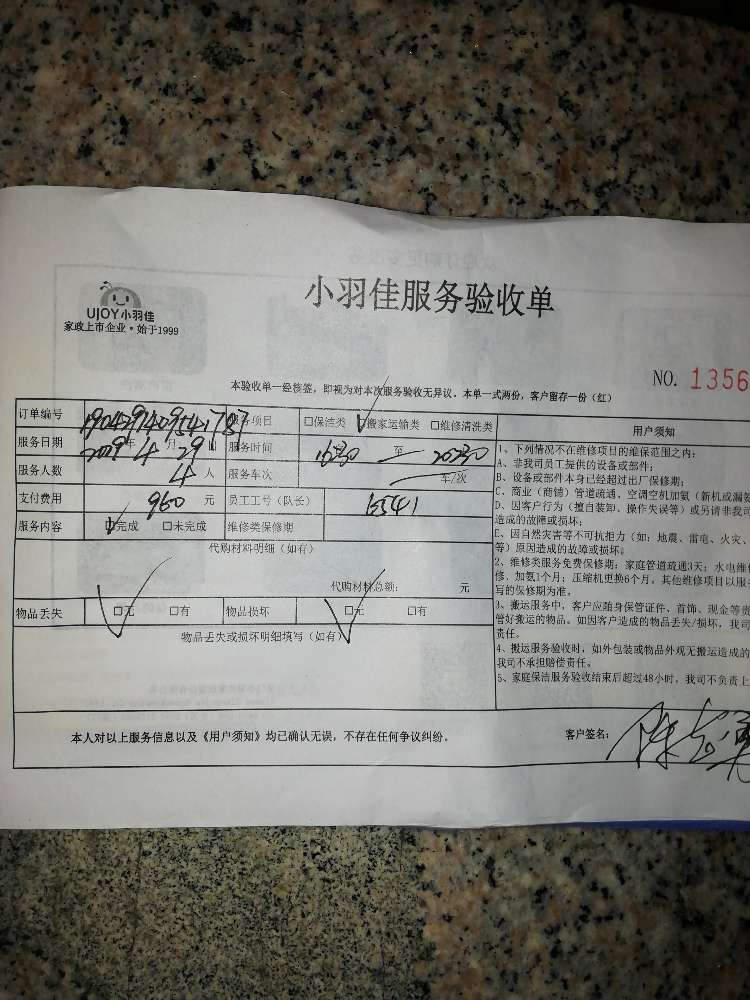 UJOY小羽佳
家政上市企业·始于1999
小羽佳服务验收单
NO. 1356
本验收单一经核签，即视为对本次服务验收无异议。本单一式两份，客户留存一份（红）
订单编号 服务项目 □保洁类 □搬家运输类 □维修清洗类
服务日期 2019年4月29日 服务时间 至
服务人数 4人 服务车次 车/次
支付费用 960元 员工工号（队长） 6541
服务内容 □完成 □未完成 维修类保修期
代购材料明细（如有）
代购材料总额： 元
物品丢失 □无 □有 物品损坏 □无 □有
物品丢失或损坏明细填写（如有）
用户须知
1、下列情况不在维修项目的维保范围之内：
A、非我司员工提供的设备或部件；
B、设备或部件本身已经超过出厂保修期；
C、商业（商铺）管道疏通，空调空机加氨（新机或漏氨
D、因客户行为（擅自装卸、操作失误等）或另请非我司
造成的故障或损坏；
E、因自然灾害等不可抗拒力（如：地震、雷电、火灾、
等）原因造成的故障或损坏。
2、维修类服务免费保修期：家庭管道疏通3天；水电维修
修、加氨1个月；压缩机更换6个月，其他维修项目以服务
写的保修期为准。
3、搬运服务中，客户应随身保管证件、首饰、现金等贵
管好搬运的物品。如因客户造成的物品丢失/损坏，我司
责任。
4、搬运服务验收时，如外包装或物品外观无搬运造成的
我司不承担赔偿责任。
5、家庭保洁服务验收结束后超过48小时，我司不负责上
本人对以上服务信息以及《用户须知》均已确认无误，不存在任何争议纠纷。 客户签名：